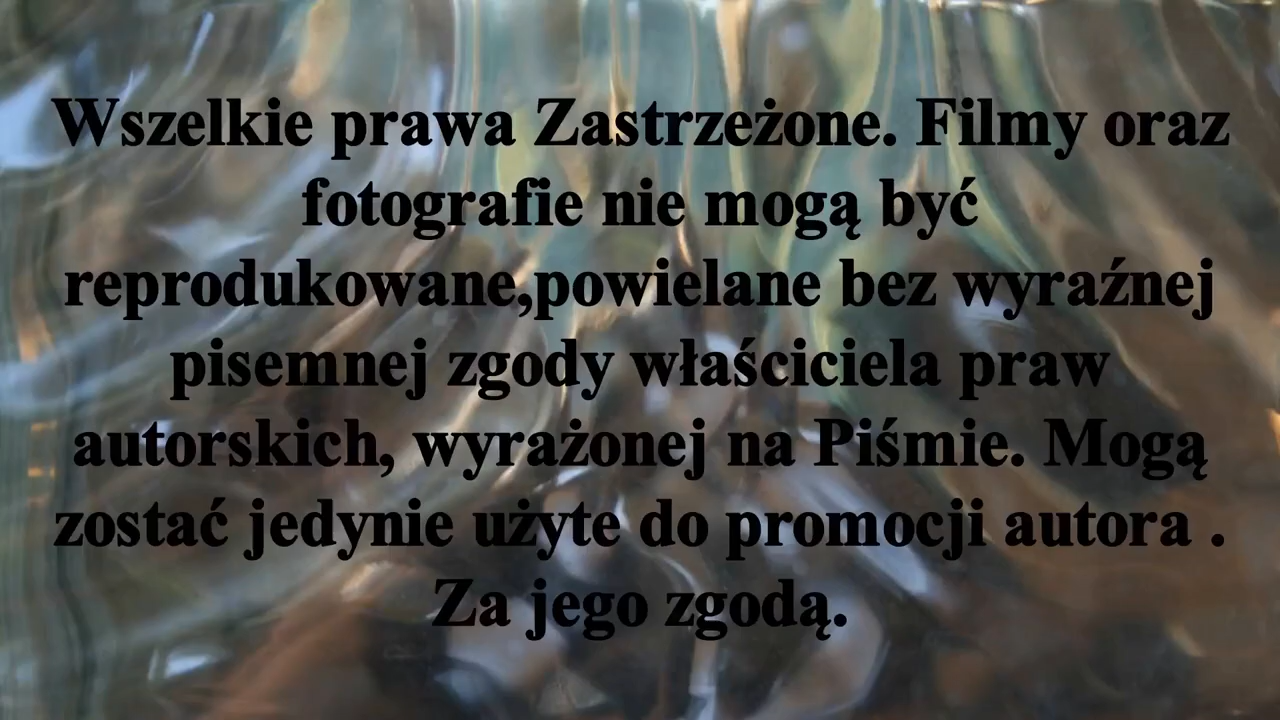 Wszelkie prawa Zastrzeżone. Filmy oraz
fotografie nie mogą być
reprodukowane,powielane bez wyraźnej
pisemnej zgody właściciela praw
autorskich, wyrażonej na Piśmie. Mogą
zostać jedynie użyte do promocji autora .
Za jego zgodą.